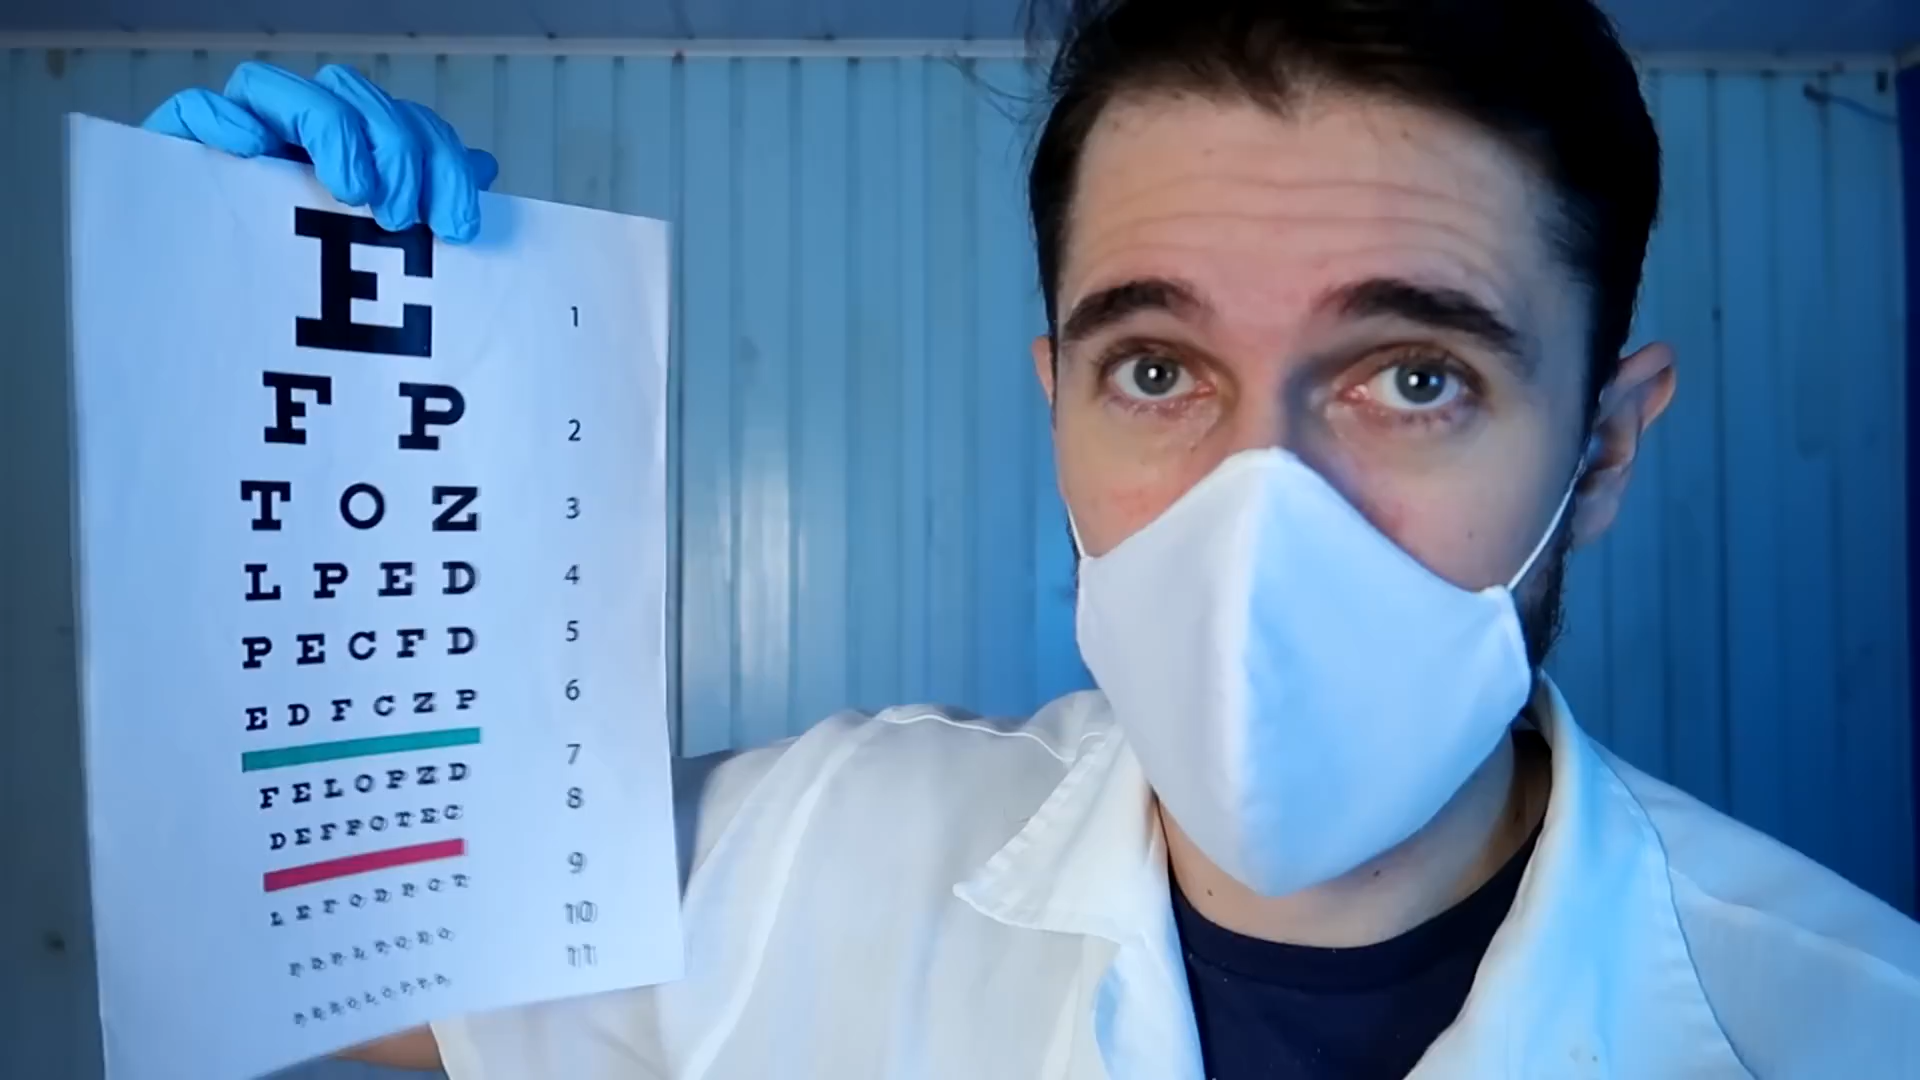 E 1
F P 2
T O Z 3
L P E D 4
P E C F D 5
E D F C Z P 6
F E L O P Z D 7
D E F P O T E C 8
L E F O D P C T 9
10
11